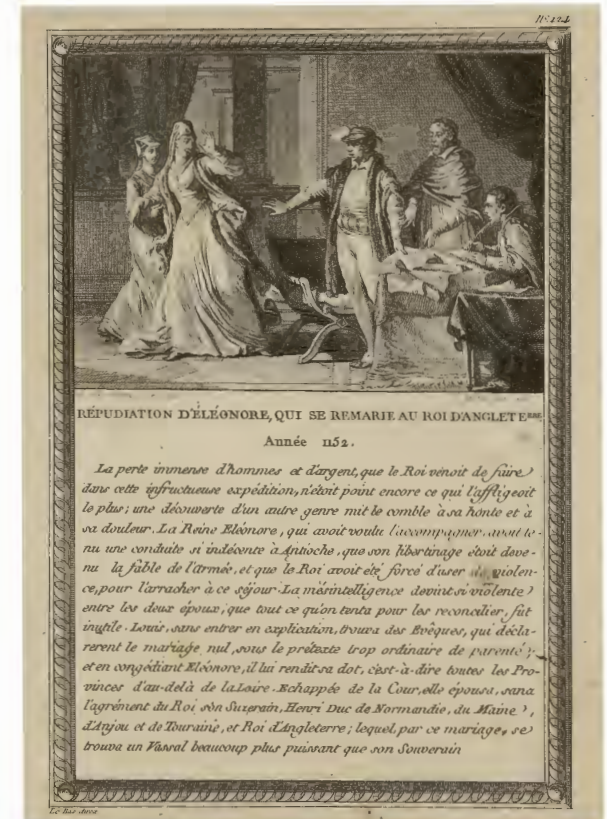 N.º 124.
RÉPUDIATION D'ÉLÉONORE, QUI SE REMARIE AU ROI D'ANGLETERRE.
Année 1152.
La perte immense d'hommes et d'argent, que le Roi venoit de faire
dans cette infructueuse expédition, n'étoit point encore ce qui l'affligeoit
le plus; une découverte d'un autre genre mit le comble à sa honte et à
sa douleur. La Reine Eléonore, qui avoit voulu l'accompagner, avoit te-
nu une conduite si indécente à Antioche, que son libertinage étoit deve-
nu la fable de l'armée, et que le Roi avoit été forcé d'user de violen-
ce, pour l'arracher à ce séjour. La mésintelligence devint si violente
entre les deux époux, que tout ce qu'on tenta pour les reconcilier, fut
inutile. Louis, sans entrer en explication, trouva des Evêques, qui décla-
rerent le mariage nul, sous le prétexte trop ordinaire de parenté;
et en congédiant Eléonore, il lui rendit sa dot, c'est-à-dire toutes les Pro-
vinces d'au-delà de la Loire. Echappée de la Cour, elle épousa, sans
l'agrément du Roi son Suzerain, Henri Duc de Normandie, du Maine,
d'Anjou et de Touraine, et Roi d'Angleterre; lequel, par ce mariage, se
trouva un Vassal beaucoup plus puissant que son Souverain
Le Bas direx.